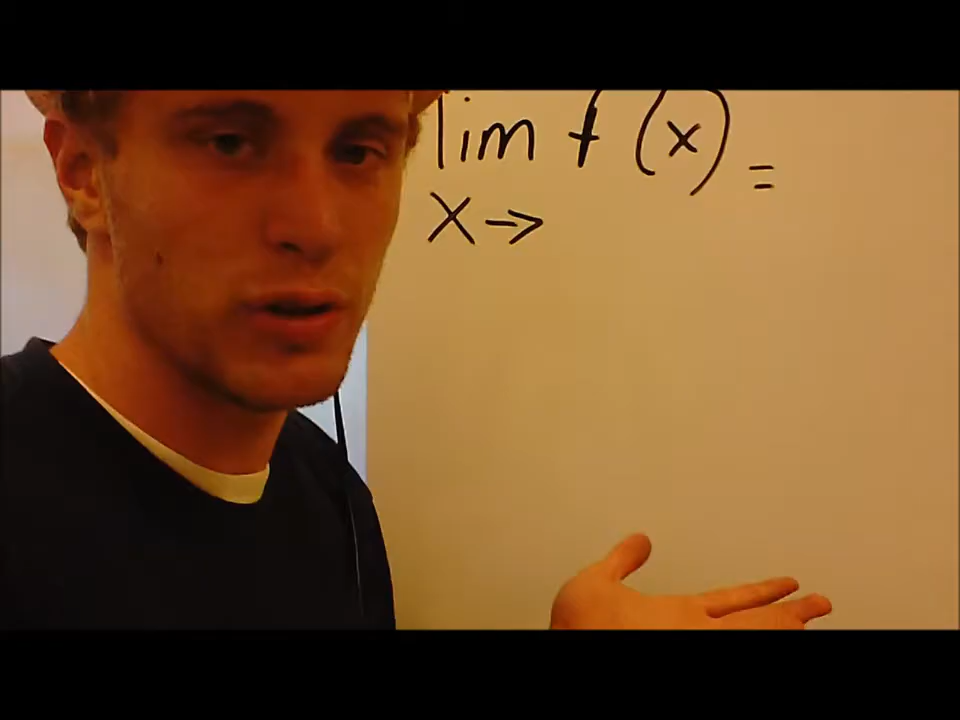 lim f(x) =
x →